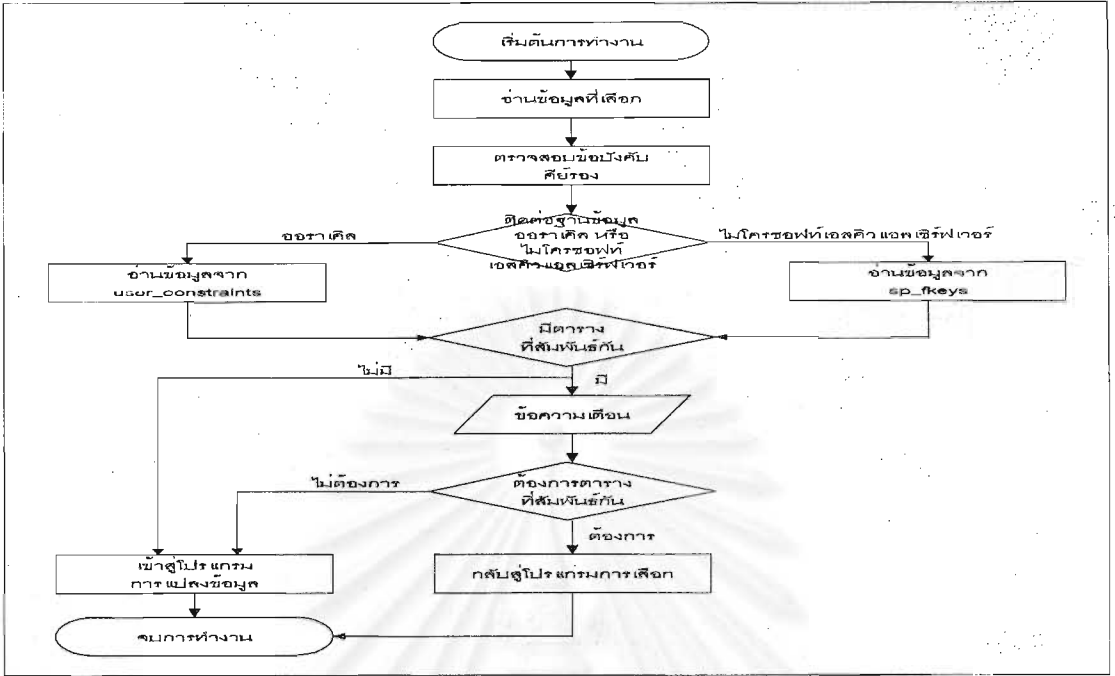 เริ่มต้นการทำงาน
อ่านข้อมูลที่เลือก
ตรวจสอบข้อบังคับ
คีย์รอง
ติดต่อฐานข้อมูล
ออราเคิล หรือ
ไมโครซอฟท์
เอสคิวแอลเซิร์ฟเวอร์
ออราเคิล
ไมโครซอฟท์เอสคิวแอลเซิร์ฟเวอร์
อ่านข้อมูลจาก
user_constraints
อ่านข้อมูลจาก
sp_fkeys
มีตาราง
ที่สัมพันธ์กัน
ไม่มี
มี
ข้อความเตือน
ต้องการตาราง
ที่สัมพันธ์กัน
ไม่ต้องการ
ต้องการ
เข้าสู่โปรแกรม
การแปลงข้อมูล
กลับสู่โปรแกรมการเลือก
จบการทำงาน